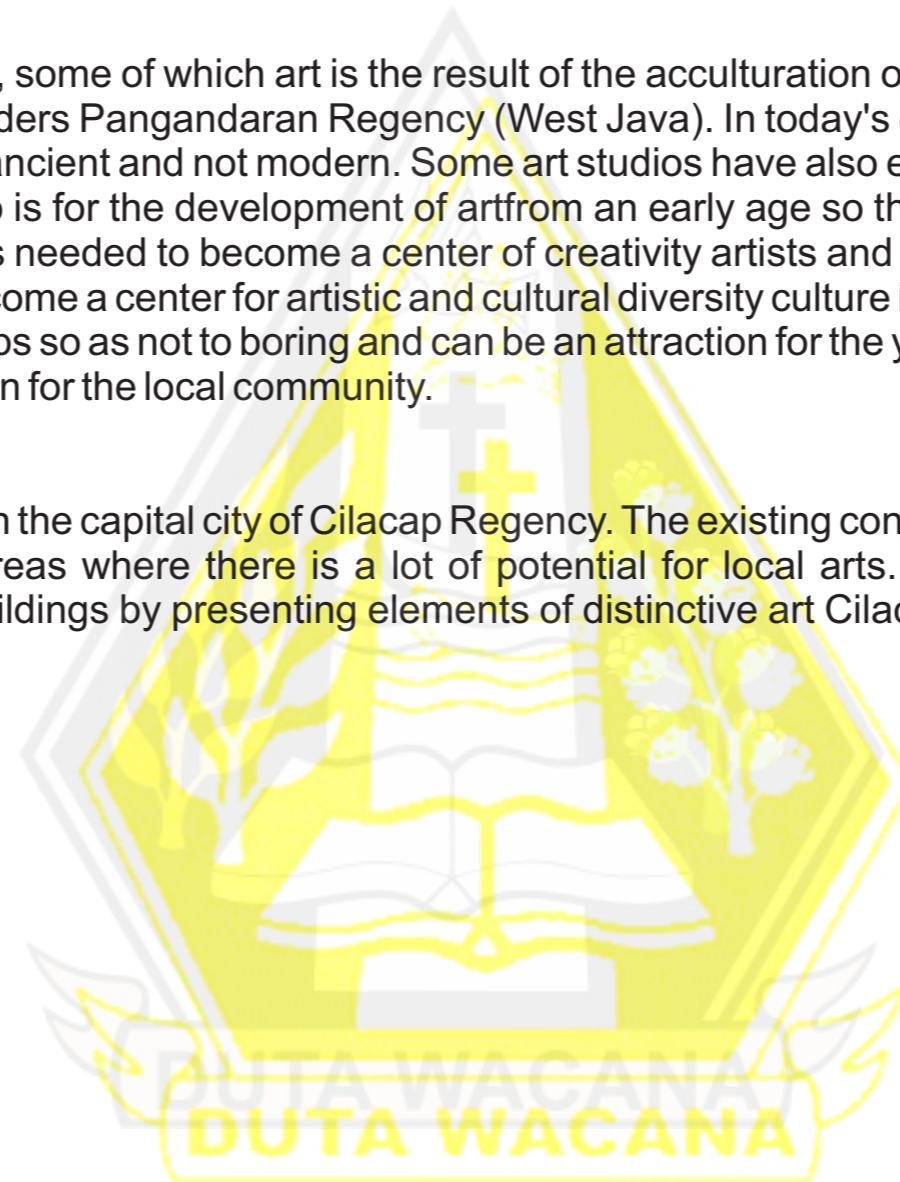 , some of which art is the result of the acculturation o
ders Pangandaran Regency (West Java). In today's
ancient and not modern. Some art studios have also e
is for the development of artfrom an early age so th
s needed to become a center of creativity artists and
come a center for artistic and cultural diversity culture
os so as not to boring and can be an attraction for the y
n for the local community.
n the capital city of Cilacap Regency. The existing con
reas where there is a lot of potential for local arts.
ildings by presenting elements of distinctive art Cilac
DUTA WACANA
DUTA WACANA